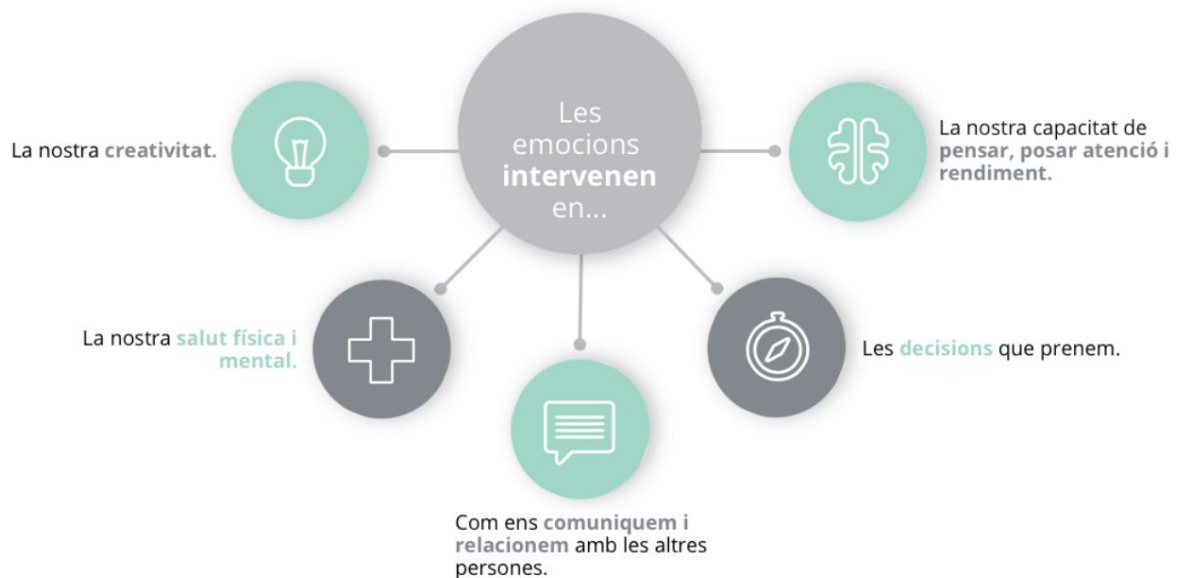 Les
emocions
intervenen
en...
La nostra creativitat.
La nostra capacitat de
pensar, posar atenció i
rendiment.
La nostra salut física i
mental.
Les decisions que prenem.
Com ens comuniquem i
relacionem amb les altres
persones.